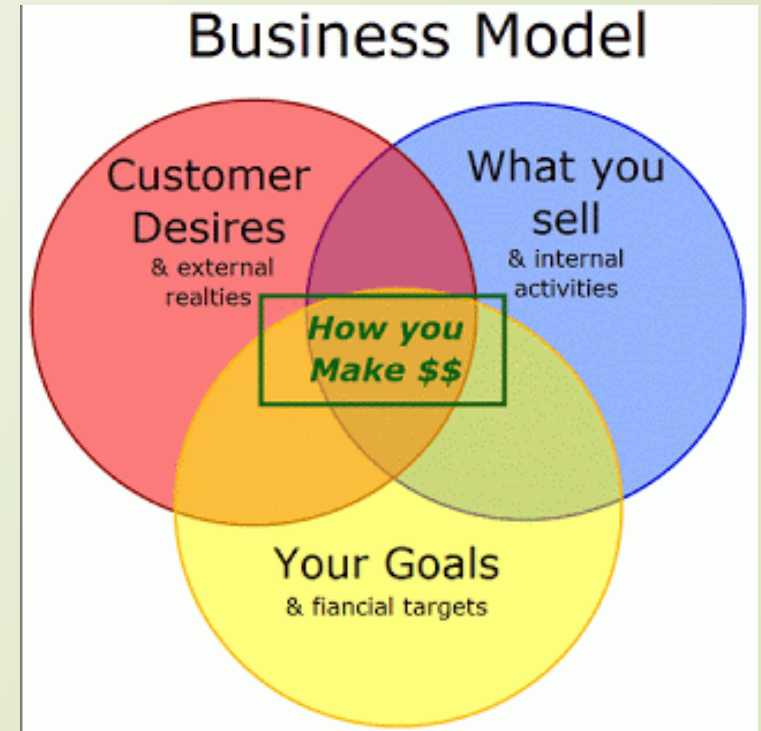 Business Model
Customer
Desires
& external
realties
What you
sell
& internal
activities
How you
Make $$
Your Goals
& fiancial targets